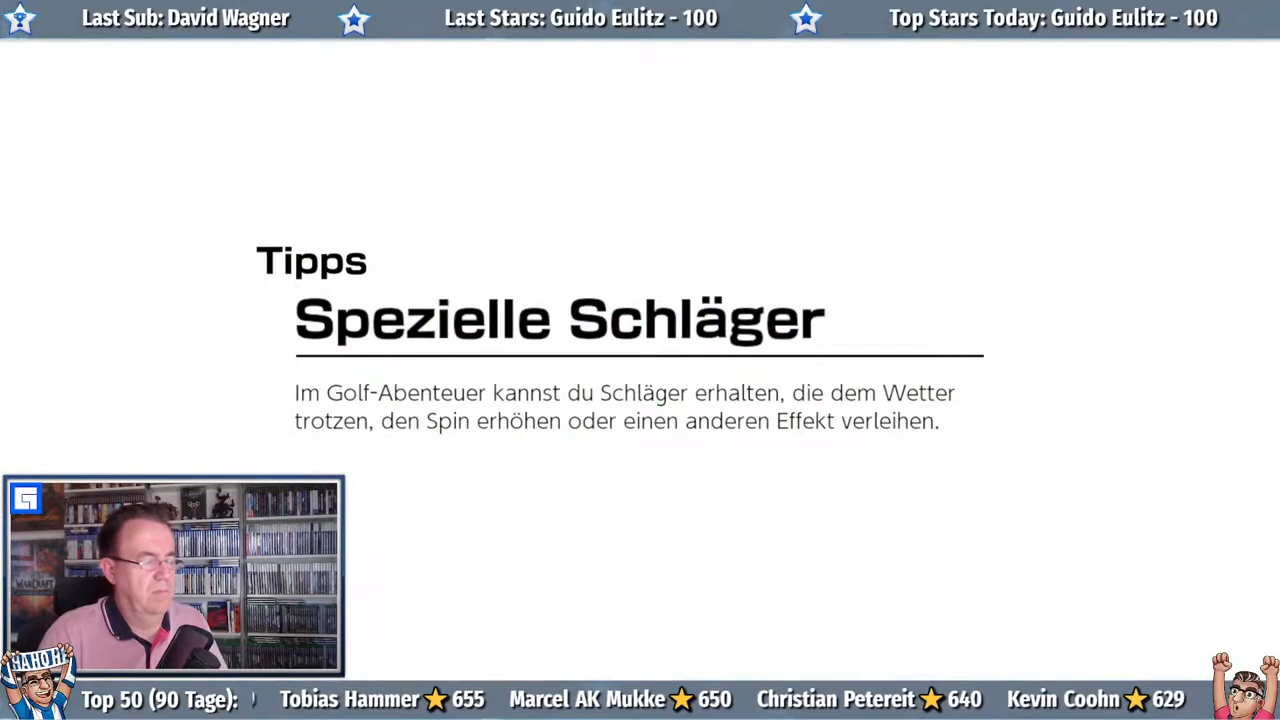 Last Sub: David Wagner
Last Stars: Guido Eulitz - 100
Top Stars Today: Guido Eulitz - 100
Tipps
Spezielle Schläger
Im Golf-Abenteuer kannst du Schläger erhalten, die dem Wetter
trotzen, den Spin erhöhen oder einen anderen Effekt verleihen.
WARCRAFT
HAHOHE
Top 50 (90 Tage):
Tobias Hammer ⭐ 655
Marcel AK Mukke ⭐ 650
Christian Petereit ⭐ 640
Kevin Coohn ⭐ 629